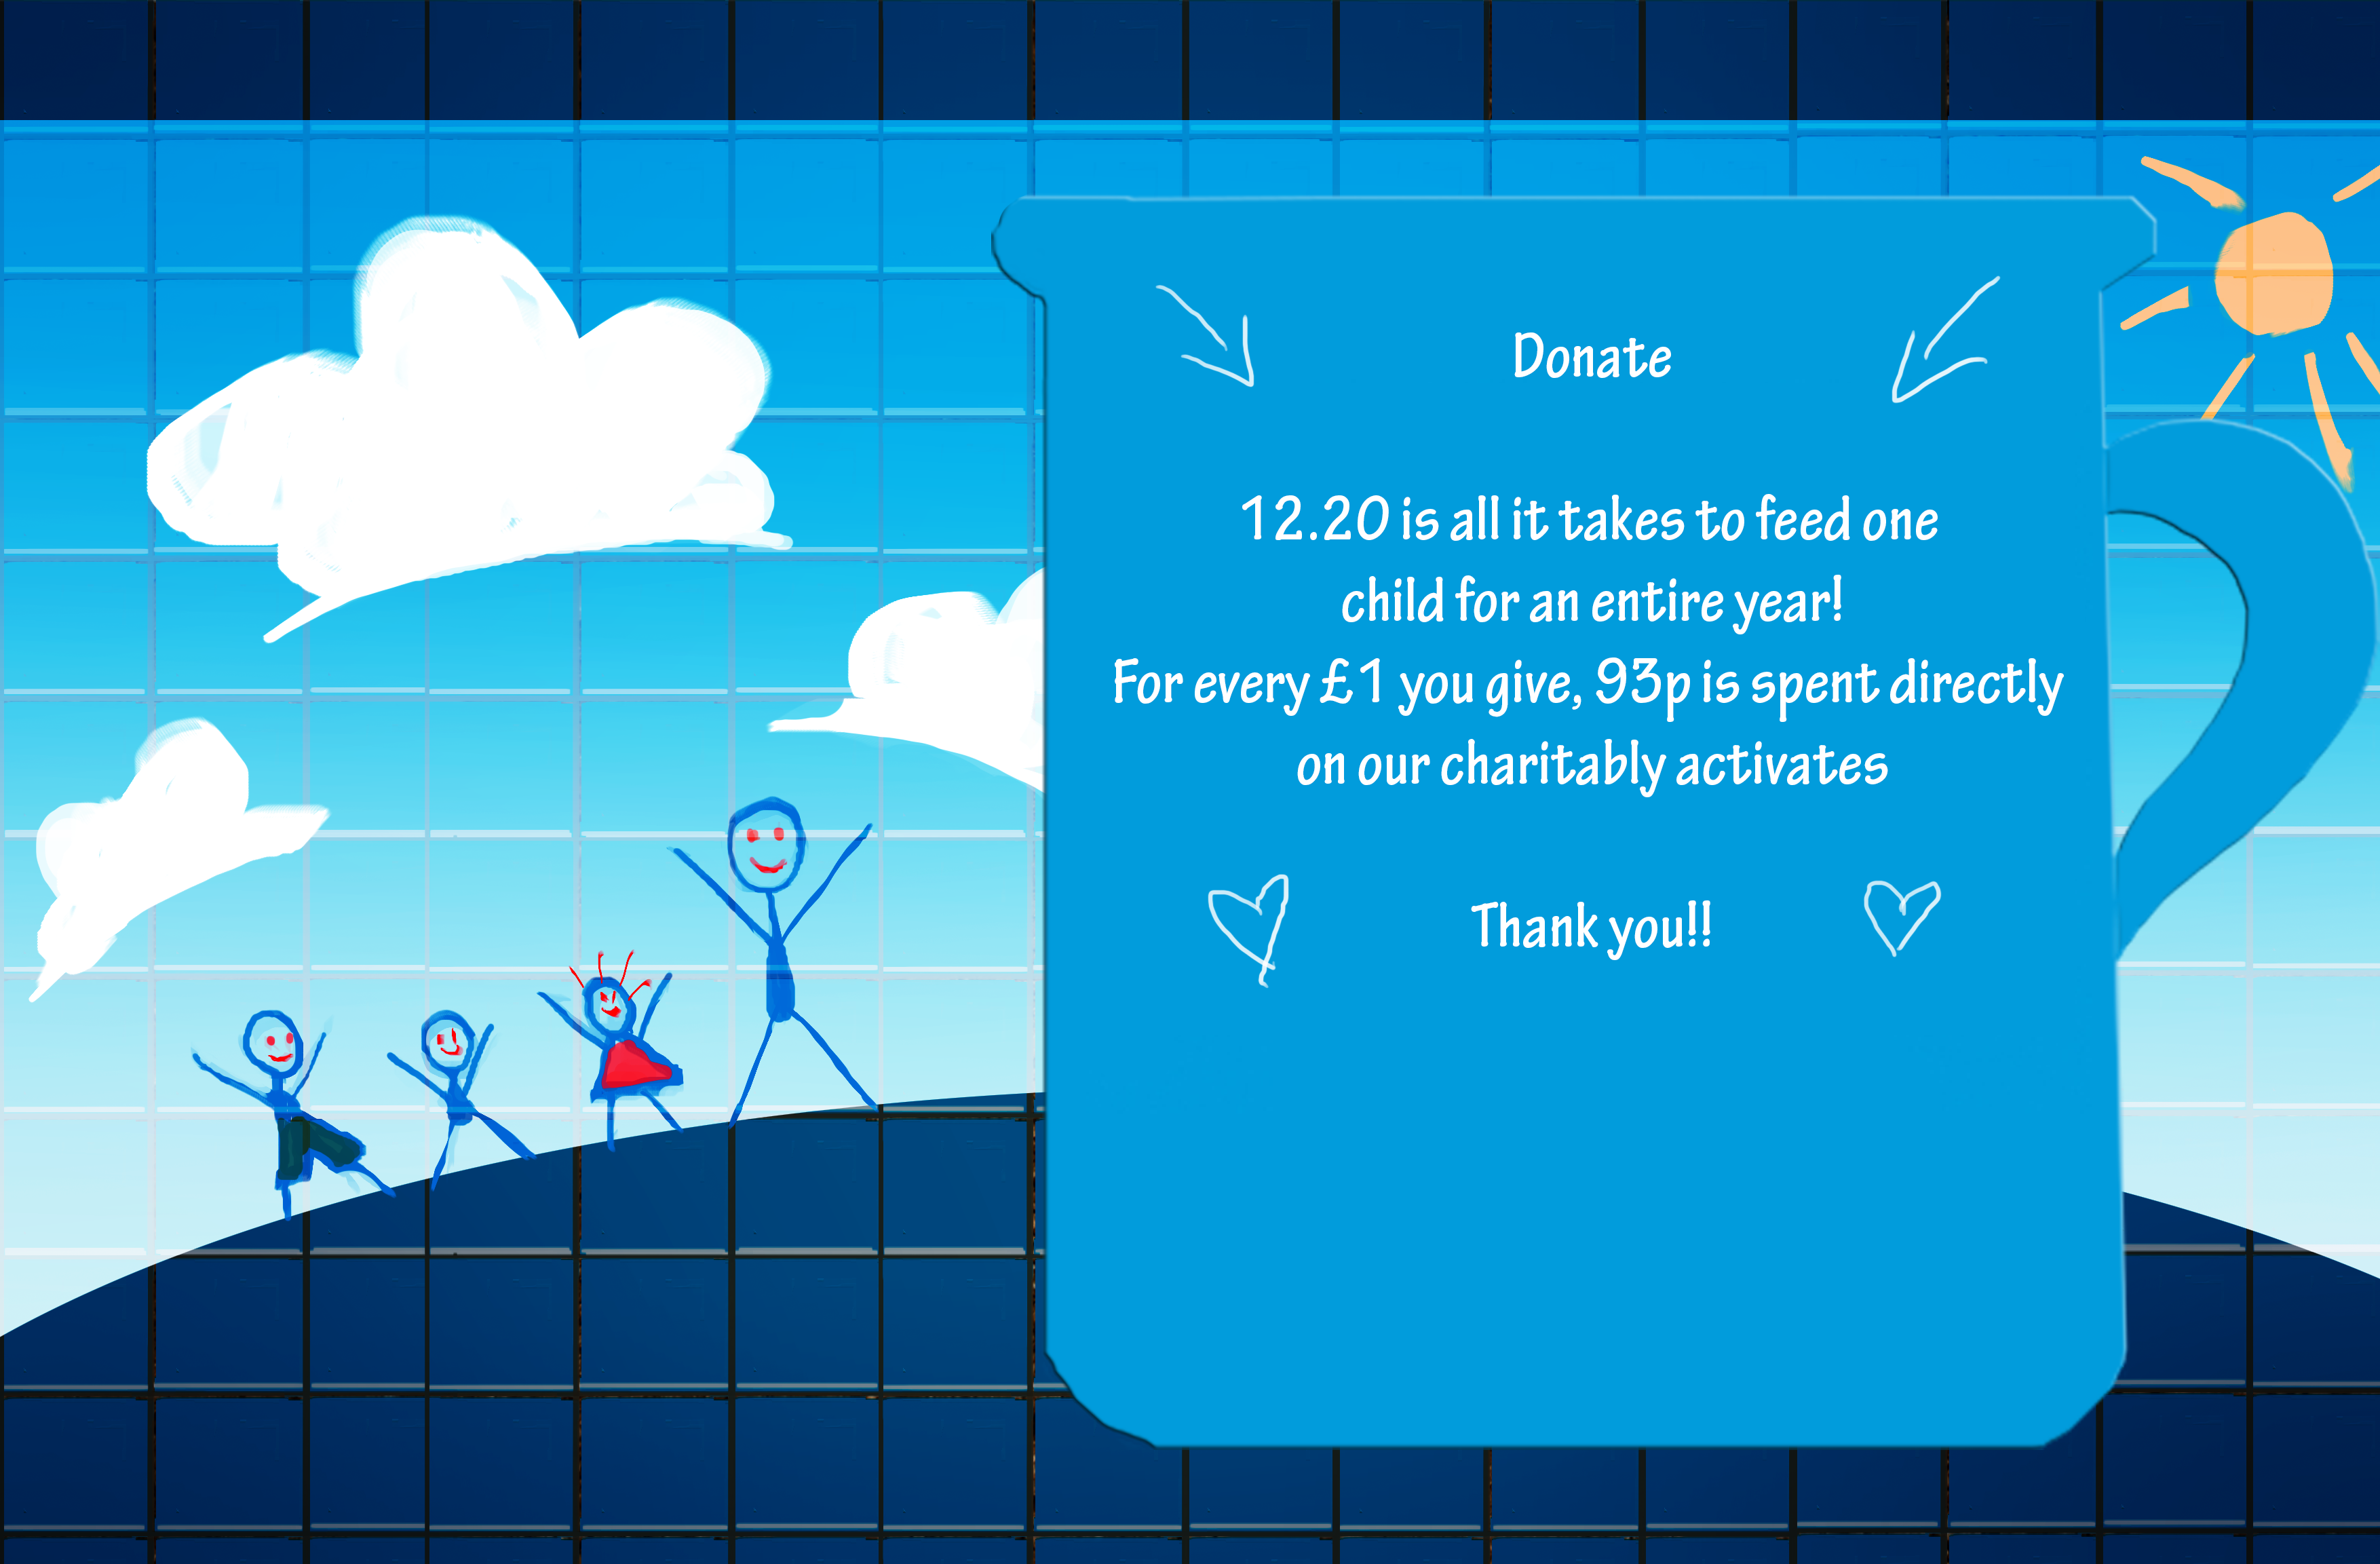 Donate
12.20 is all it takes to feed one
child for an entire year!
For every £1 you give, 93p is spent directly
on our charitably activates
Thank you!!